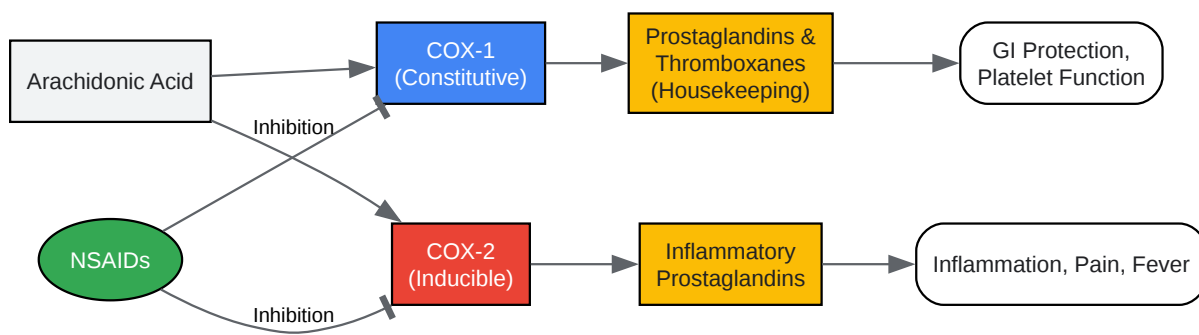 Arachidonic Acid
COX-1
(Constitutive)
Prostaglandins &
Thromboxanes
(Housekeeping)
GI Protection,
Platelet Function
Inhibition
NSAIDs
COX-2
(Inducible)
Inflammatory
Prostaglandins
Inflammation, Pain, Fever
Inhibition